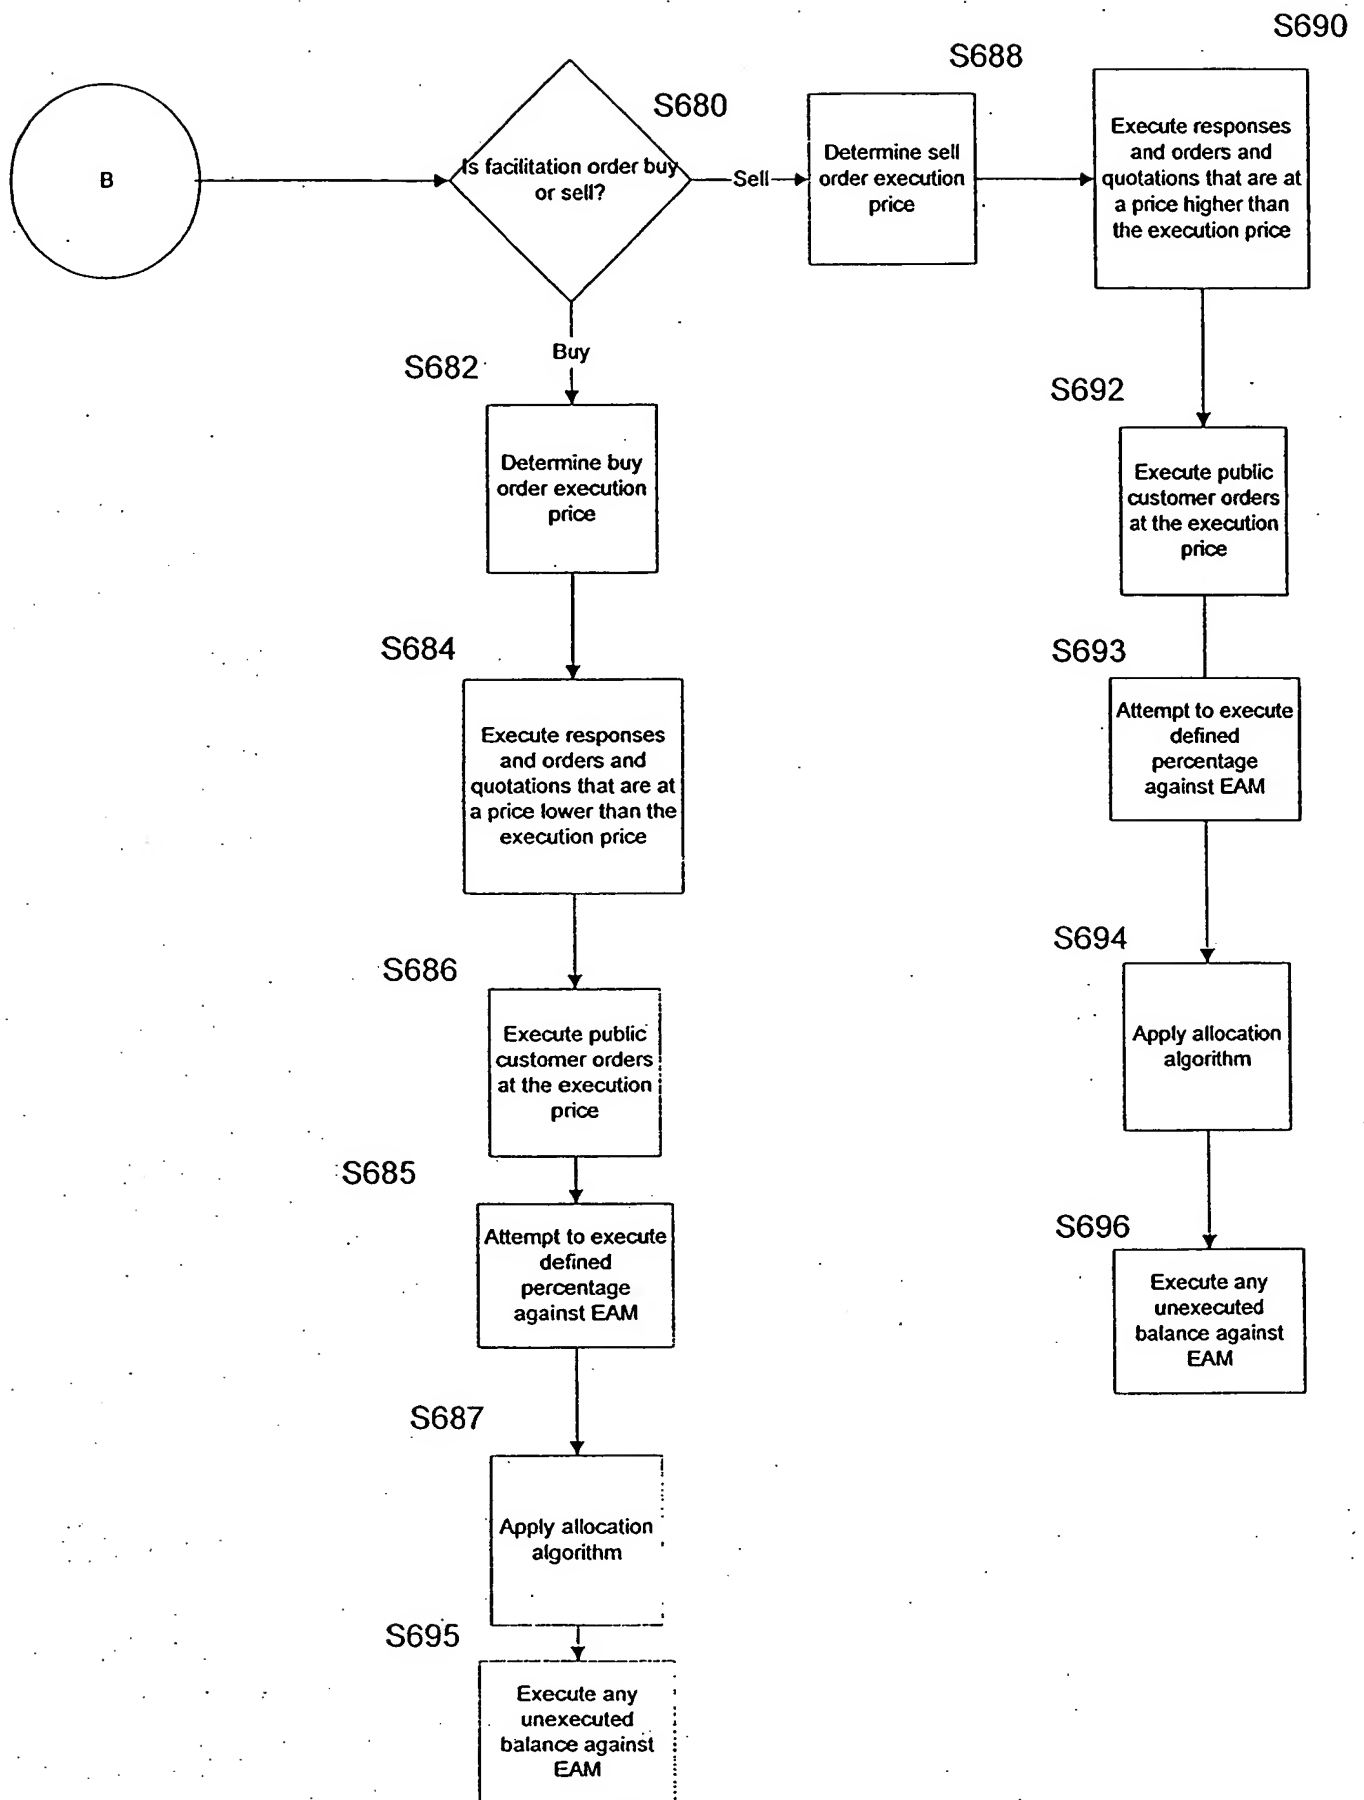 S690
S688
S680
B
Is facilitation order buy
or sell?
Sell
Determine sell
order execution
price
Execute responses
and orders and
quotations that are at
a price higher than
the execution price
Buy
S682
Determine buy
order execution
price
S684
Execute responses
and orders and
quotations that are at
a price lower than the
execution price
S686
Execute public
customer orders
at the execution
price
S685
Attempt to execute
defined
percentage
against EAM
S687
Apply allocation
algorithm
S695
Execute any
unexecuted
balance against
EAM
S692
Execute public
customer orders
at the execution
price
S693
Attempt to execute
defined
percentage
against EAM
S694
Apply allocation
algorithm
S696
Execute any
unexecuted
balance against
EAM